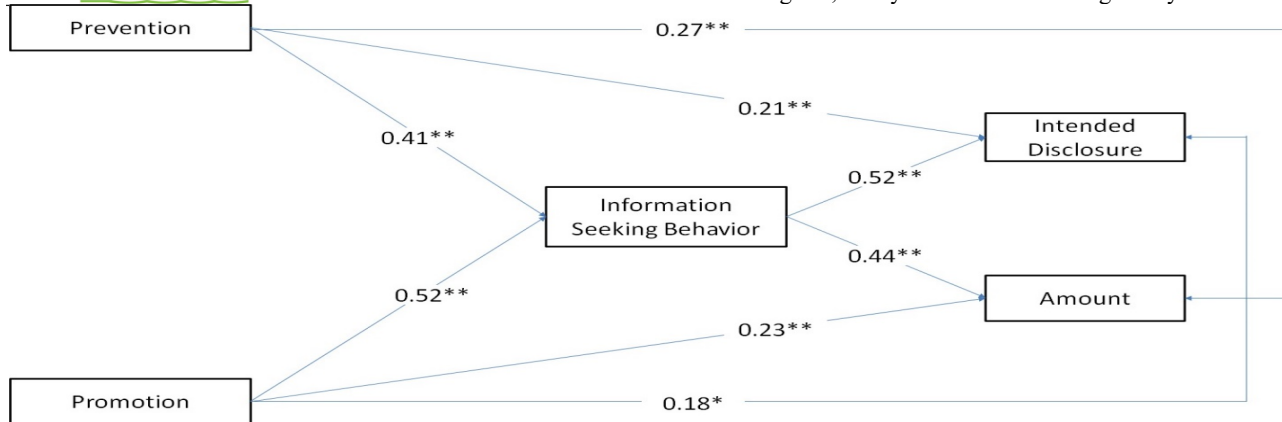 Prevention
0.27**
0.21**
0.41**
Intended
Disclosure
0.52**
Information
Seeking Behavior
0.44**
0.52**
Amount
0.23**
Promotion
0.18*